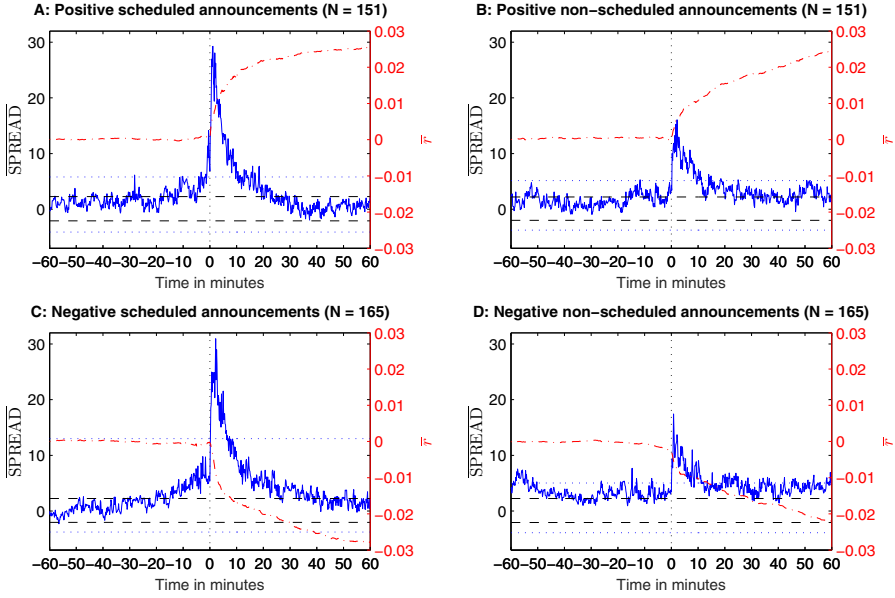 A: Positive scheduled announcements (N = 151)
30
20
10
0
SPREAD
0.03
0.02
0.01
0
−0.01
−0.02
−0.03
r
−60−50−40−30−20−10 0 10 20 30 40 50 60
Time in minutes
B: Positive non−scheduled announcements (N = 151)
30
20
10
0
SPREAD
0.03
0.02
0.01
0
−0.01
−0.02
−0.03
r
−60−50−40−30−20−10 0 10 20 30 40 50 60
Time in minutes
C: Negative scheduled announcements (N = 165)
30
20
10
0
SPREAD
0.03
0.02
0.01
0
−0.01
−0.02
−0.03
r
−60−50−40−30−20−10 0 10 20 30 40 50 60
Time in minutes
D: Negative non−scheduled announcements (N = 165)
30
20
10
0
SPREAD
0.03
0.02
0.01
0
−0.01
−0.02
−0.03
r
−60−50−40−30−20−10 0 10 20 30 40 50 60
Time in minutes